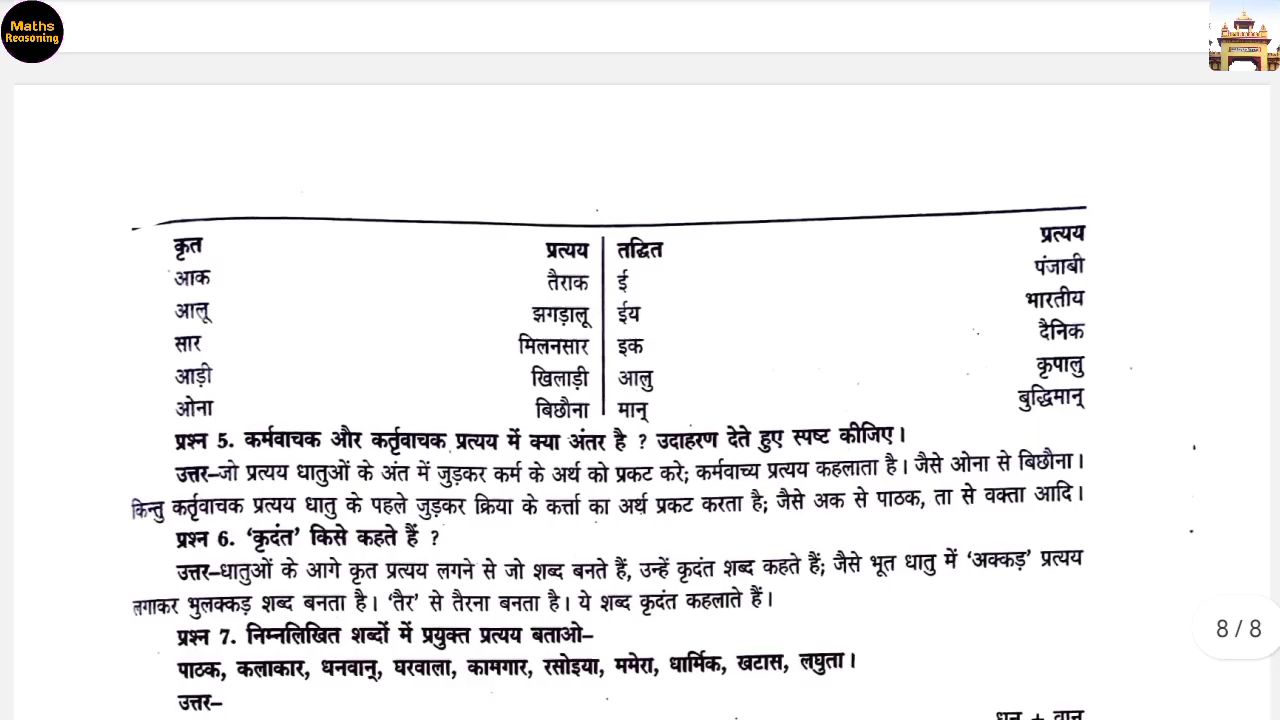 Maths
Reasoning
कृत प्रत्यय तद्धित प्रत्यय
आक तैराक ई पंजाबी
आलू झगड़ालू ईय भारतीय
सार मिलनसार इक दैनिक
आड़ी खिलाड़ी आलु कृपालु
ओना बिछौना मान् बुद्धिमान्
प्रश्न 5. कर्मवाचक और कर्तृवाचक प्रत्यय में क्या अंतर है ? उदाहरण देते हुए स्पष्ट कीजिए।
उत्तर–जो प्रत्यय धातुओं के अंत में जुड़कर कर्म के अर्थ को प्रकट करे; कर्मवाच्य प्रत्यय कहलाता है। जैसे ओना से बिछौना।
किन्तु कर्तृवाचक प्रत्यय धातु के पहले जुड़कर क्रिया के कर्त्ता का अर्थ प्रकट करता है; जैसे अक से पाठक, ता से वक्ता आदि।
प्रश्न 6. ‘कृदंत’ किसे कहते हैं ?
उत्तर–धातुओं के आगे कृत प्रत्यय लगने से जो शब्द बनते हैं, उन्हें कृदंत शब्द कहते हैं; जैसे भूत धातु में ‘अक्कड़’ प्रत्यय
लगाकर भुलक्कड़ शब्द बनता है। ‘तैर’ से तैरना बनता है। ये शब्द कृदंत कहलाते हैं।
प्रश्न 7. निम्नलिखित शब्दों में प्रयुक्त प्रत्यय बताओ–
पाठक, कलाकार, धनवान्, घरवाला, कामगार, रसोइया, ममेरा, धार्मिक, खटास, लघुता।
उत्तर–
धन + वान
8 / 8